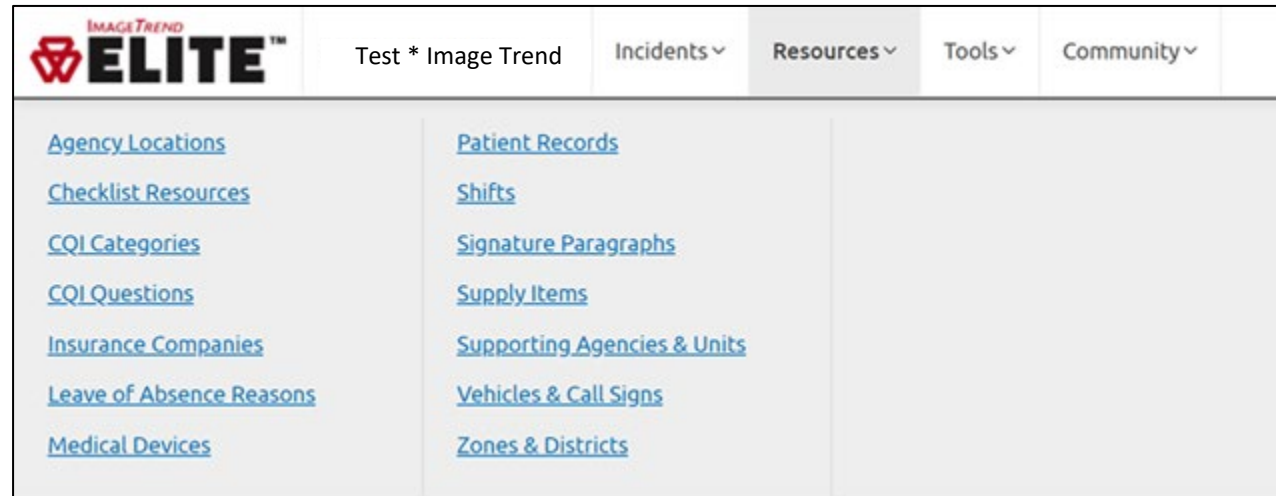 IMAGETREND
ELITE™
Test * Image Trend
Incidents
Resources
Tools
Community
Agency Locations
Checklist Resources
CQI Categories
CQI Questions
Insurance Companies
Leave of Absence Reasons
Medical Devices
Patient Records
Shifts
Signature Paragraphs
Supply Items
Supporting Agencies & Units
Vehicles & Call Signs
Zones & Districts